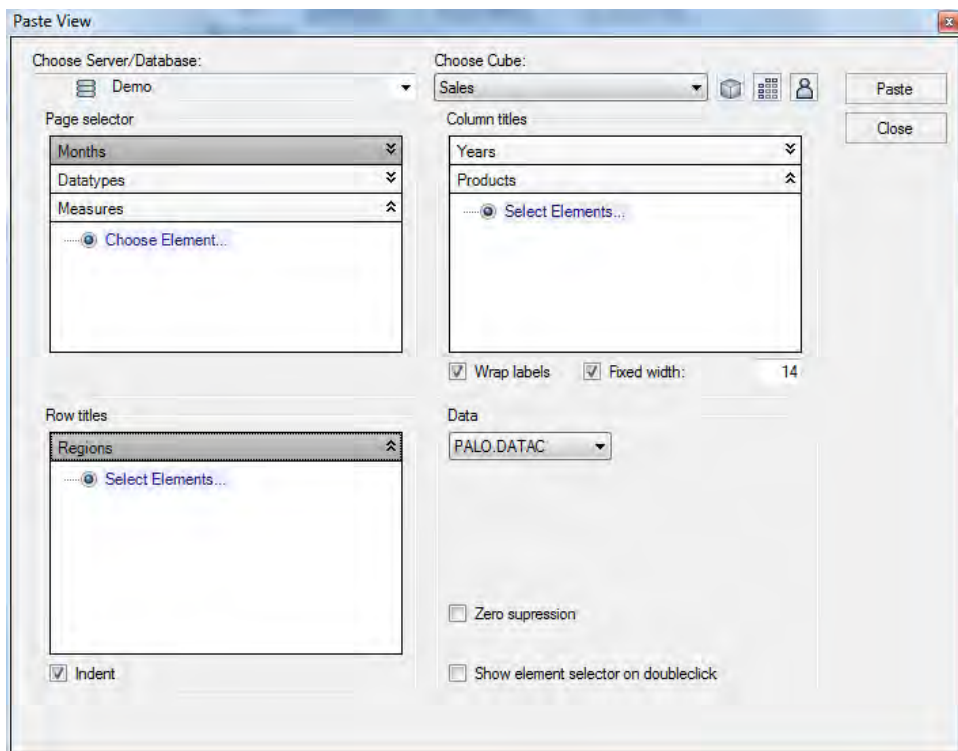 Paste View
Choose Server/Database:
Choose Cube:
Demo
Sales
Paste
Close
Page selector
Months
Datatypes
Measures
Choose Element...
Column titles
Years
Products
Select Elements...
Wrap labels
Fixed width:
14
Row titles
Regions
Select Elements...
Indent
Data
PALO.DATAC
Zero supression
Show element selector on doubleclick